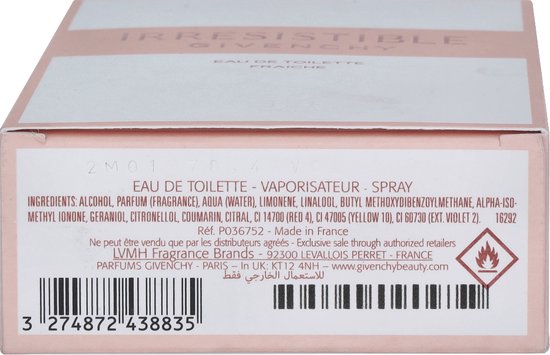 IRRESISTIBLE
GIVENCHY
EAU DE TOILETTE
FRAICHE
EAU DE TOILETTE - VAPORISATEUR - SPRAY
INGREDIENTS: ALCOHOL, PARFUM (FRAGRANCE), AQUA (WATER), LIMONENE, LINALOOL, BUTYL METHOXYDIBENZOYLMETHANE, ALPHA-ISO-
METHYL IONONE, GERANIOL, CITRONELLOL, COUMARIN, CITRAL, CI 14700 (RED 4), CI 47005 (YELLOW 10), CI 60730 (EXT. VIOLET 2). 16292
Réf. P036752 - Made in France
Ne peut être vendu que par les distributeurs agréés - Exclusive sale through authorized retailers
LVMH Fragrance Brands - 92300 LEVALLOIS PERRET - FRANCE
PARFUMS GIVENCHY - PARIS - In UK: KT12 4NH - www.givenchybeauty.com
للاستعمال الخارجي فقط
3 274872 438835